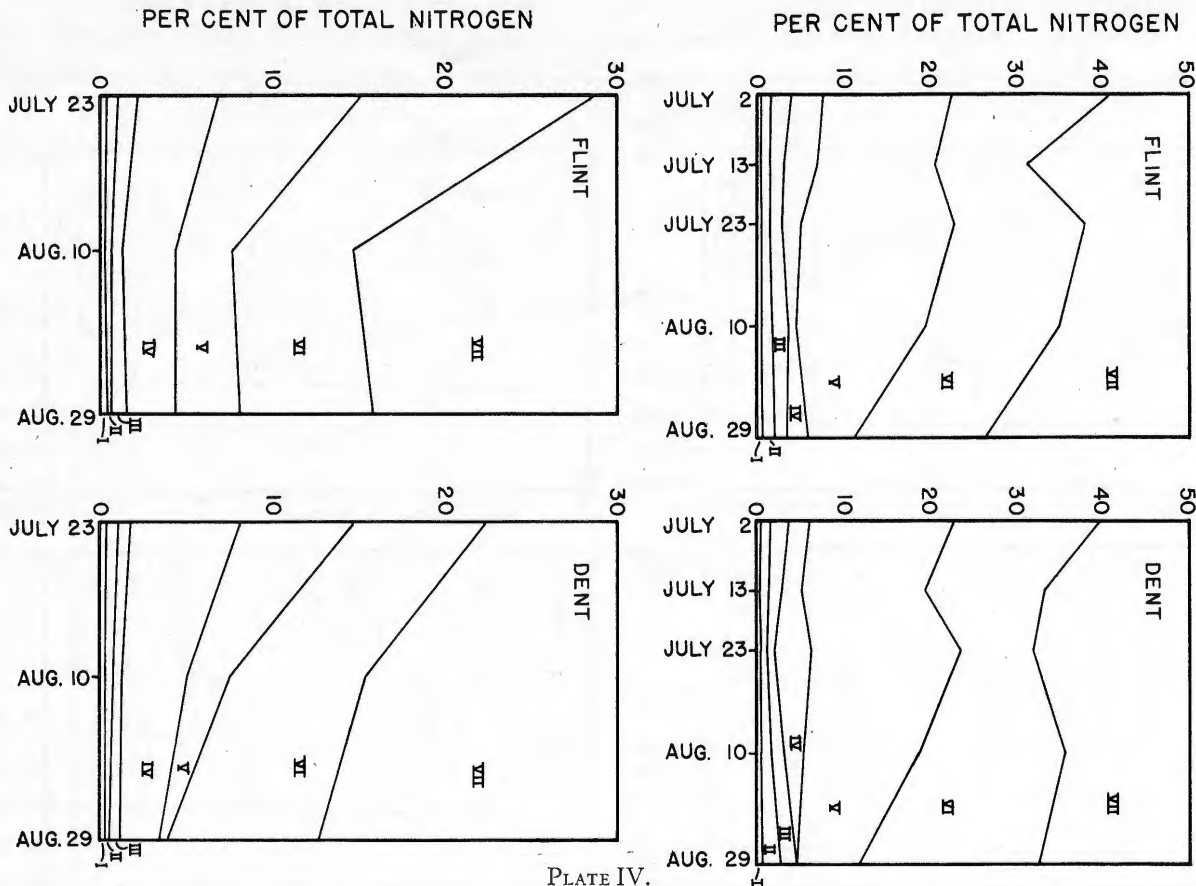 PER CENT OF TOTAL NITROGEN
0 10 20 30
JULY 23
AUG. 10
AUG. 29
FLINT
IV V VI VII
I II III
PER CENT OF TOTAL NITROGEN
0 10 20 30 40 50
JULY 2
JULY 13
JULY 23
AUG. 10
AUG. 29
FLINT
III IV V VI VII
I II
0 10 20 30
JULY 23
AUG. 10
AUG. 29
DENT
IV V VI VII
I II III
0 10 20 30 40 50
JULY 2
JULY 13
JULY 23
AUG. 10
AUG. 29
DENT
II III IV V VI VII
I
PLATE IV.